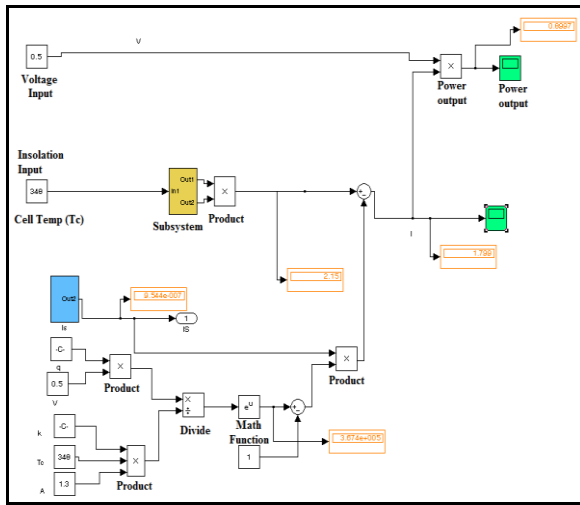 0.8997
V
0.5
×
Voltage
Input
Power
output
Power
output
Insolation
Input
Out1
In1
Out2
348
×
Cell Temp (Tc)
Subsystem
Product
I
1.799
2.15
Out2
9.544e-007
1
Is
IS
-C-
q
×
×
Product
0.5
V
Product
×
÷
e^u
Divide
Math
Function
3.674e+005
k
-C-
Tc
348
×
1
A
1.3
Product